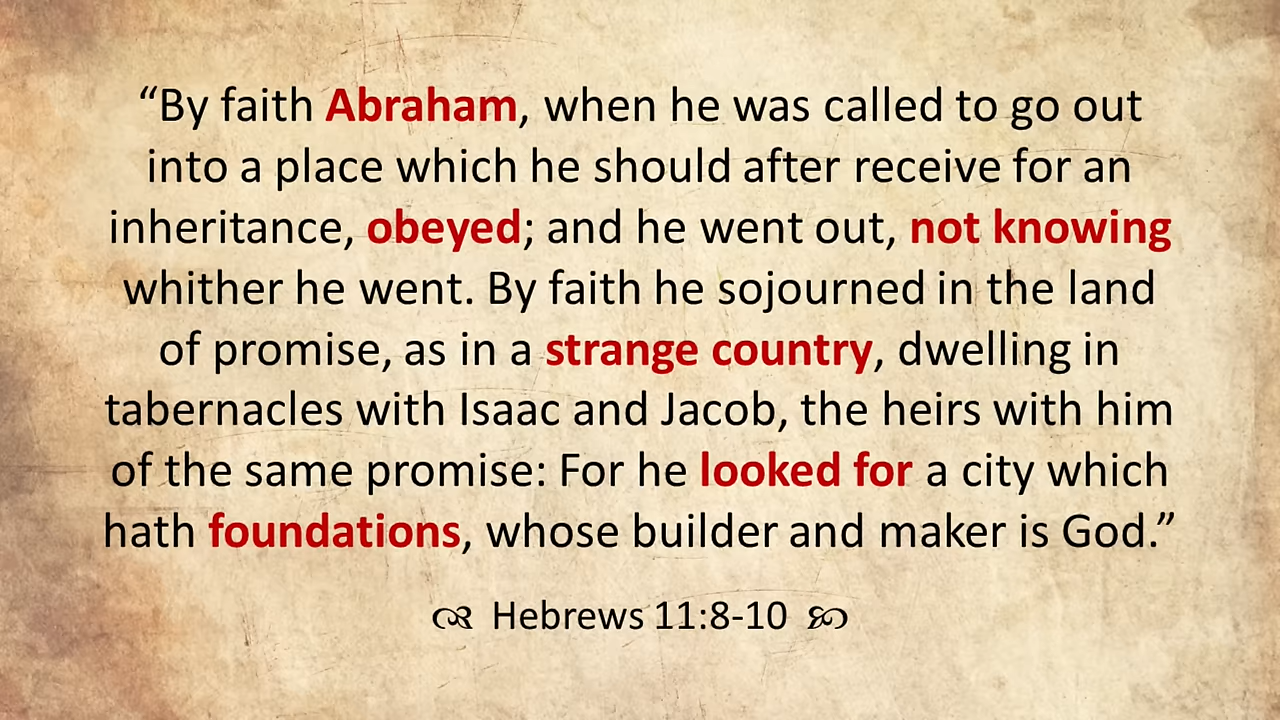 “By faith Abraham, when he was called to go out
into a place which he should after receive for an
inheritance, obeyed; and he went out, not knowing
whither he went. By faith he sojourned in the land
of promise, as in a strange country, dwelling in
tabernacles with Isaac and Jacob, the heirs with him
of the same promise: For he looked for a city which
hath foundations, whose builder and maker is God.”
Hebrews 11:8-10